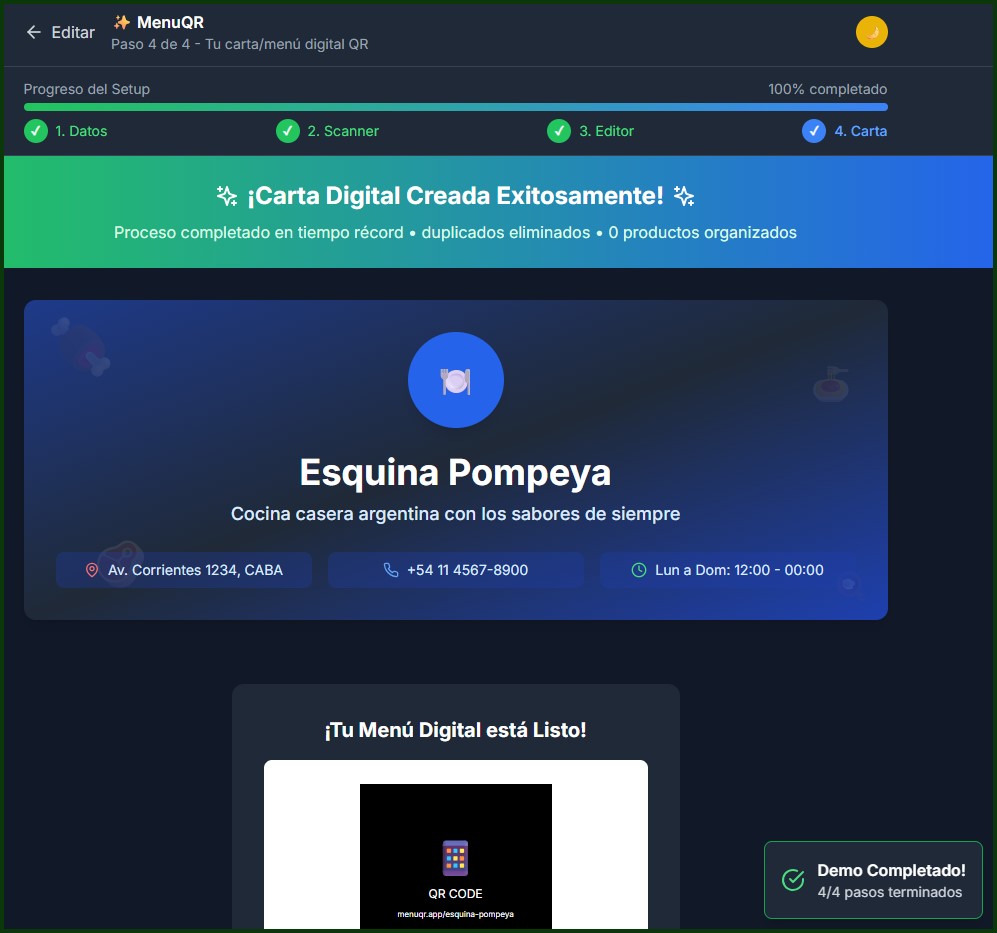 Editar
MenuQR
Paso 4 de 4 - Tu carta/menú digital QR
Progreso del Setup
100% completado
1. Datos
2. Scanner
3. Editor
4. Carta
¡Carta Digital Creada Exitosamente!
Proceso completado en tiempo récord • duplicados eliminados • 0 productos organizados
Esquina Pompeya
Cocina casera argentina con los sabores de siempre
Av. Corrientes 1234, CABA
+54 11 4567-8900
Lun a Dom: 12:00 - 00:00
¡Tu Menú Digital está Listo!
QR CODE
menuqr.app/esquina-pompeya
Demo Completado!
4/4 pasos terminados